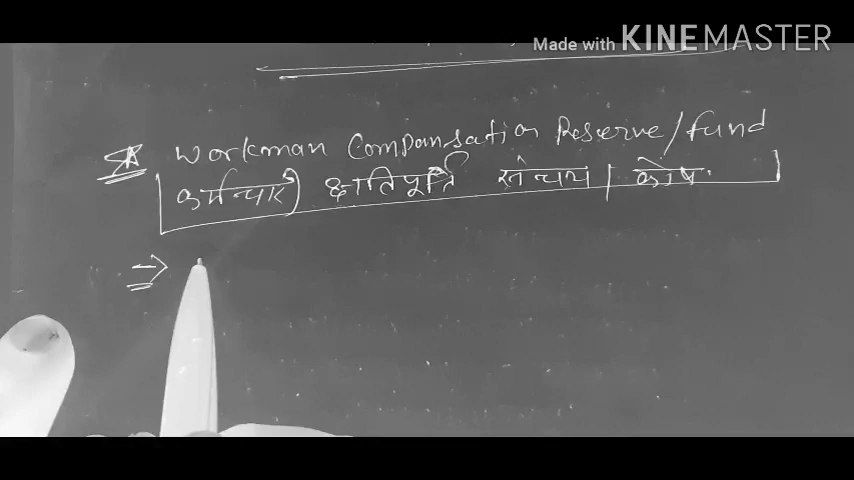 Made with KINEMASTER
Workman Compansation Reserve/fund
कर्मचारी क्षतिपूर्ति संचय / कोष